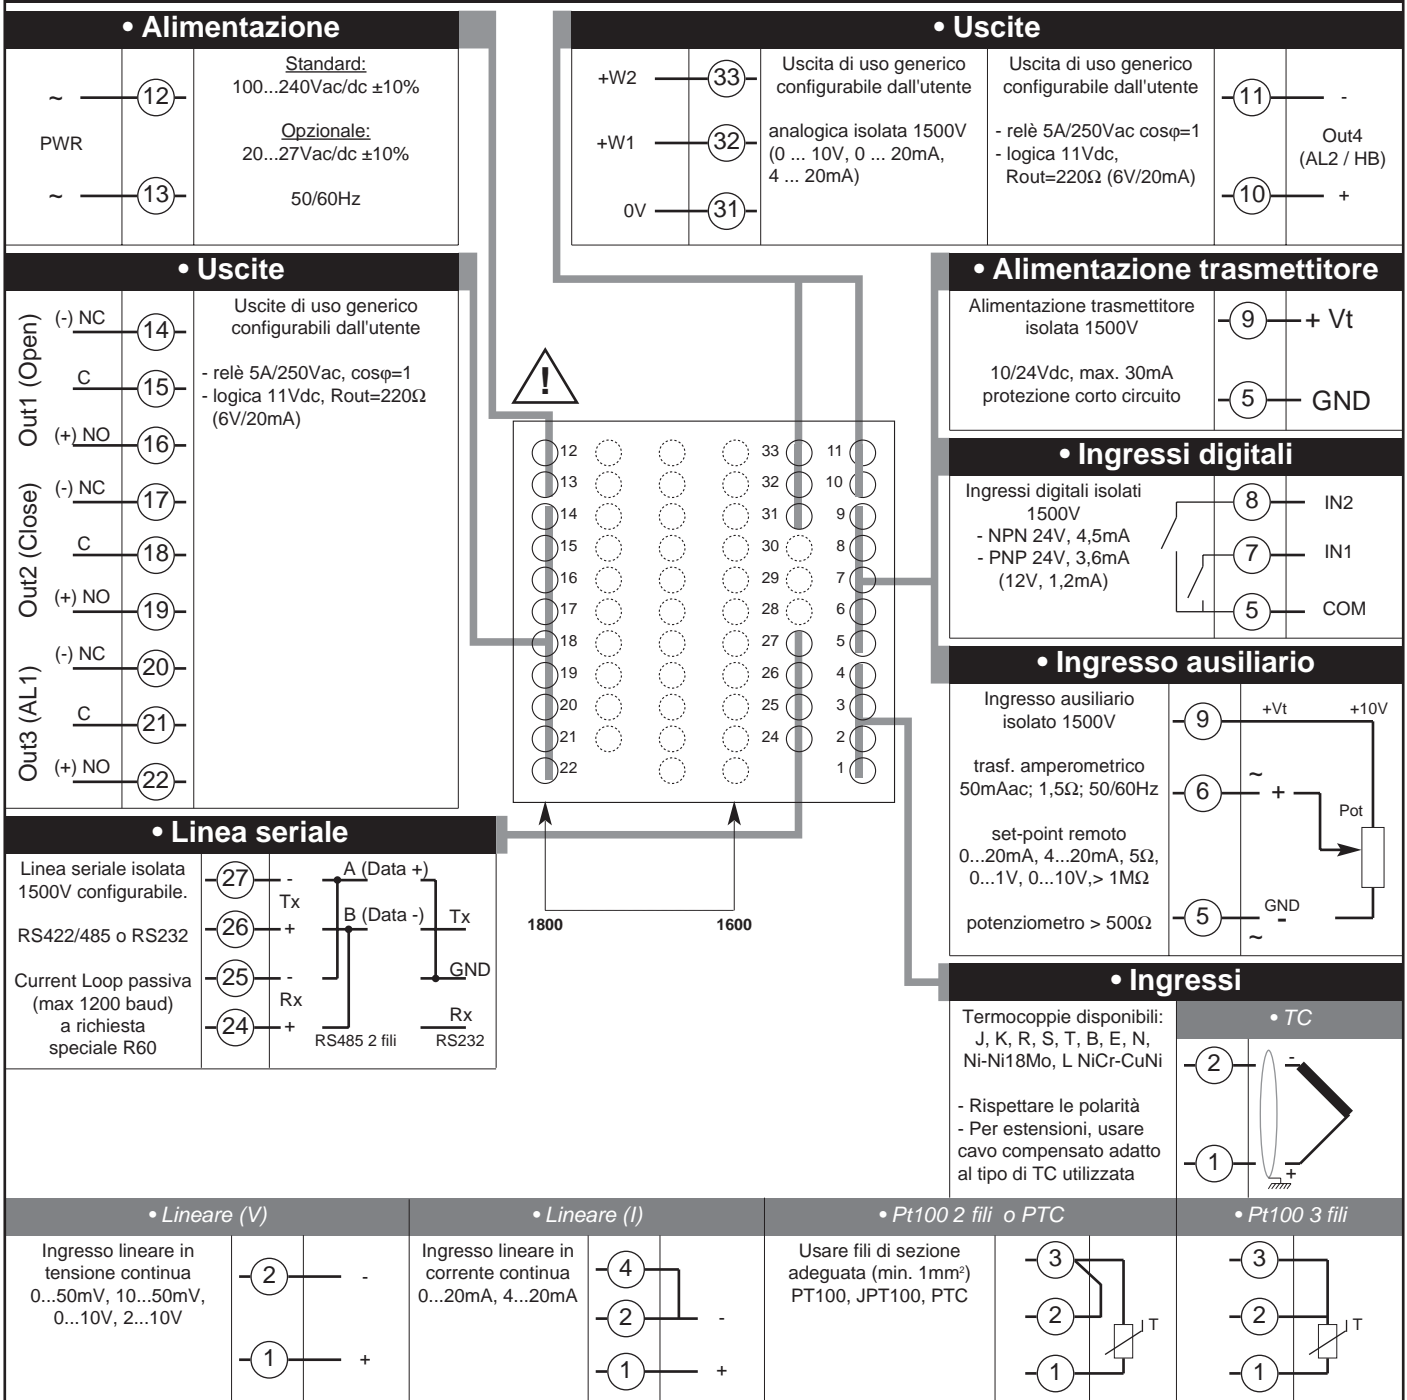 • Alimentazione
~
PWR
~
12
13
Standard:
100...240Vac/dc ±10%
Opzionale:
20...27Vac/dc ±10%
50/60Hz
• Uscite
+W2
+W1
0V
33
32
31
Uscita di uso generico
configurabile dall'utente
analogica isolata 1500V
(0 ... 10V, 0 ... 20mA,
4 ... 20mA)
Uscita di uso generico
configurabile dall'utente
- relè 5A/250Vac cosφ=1
- logica 11Vdc,
Rout=220Ω (6V/20mA)
11
10
-
Out4
(AL2 / HB)
+
• Uscite
Out1 (Open)
(-) NC
C
(+) NO
14
15
16
Out2 (Close)
(-) NC
C
(+) NO
17
18
19
Out3 (AL1)
(-) NC
C
(+) NO
20
21
22
Uscite di uso generico
configurabili dall'utente
- relè 5A/250Vac, cosφ=1
- logica 11Vdc, Rout=220Ω
(6V/20mA)
!
12 33 11
13 32 10
14 31 9
15 30 8
16 29 7
17 28 6
18 27 5
19 26 4
20 25 3
21 24 2
22 1
1800
1600
• Alimentazione trasmettitore
Alimentazione trasmettitore
isolata 1500V
10/24Vdc, max. 30mA
protezione corto circuito
9
+ Vt
5
GND
• Ingressi digitali
Ingressi digitali isolati
1500V
- NPN 24V, 4,5mA
- PNP 24V, 3,6mA
(12V, 1,2mA)
8
IN2
7
IN1
5
COM
• Ingresso ausiliario
Ingresso ausiliario
isolato 1500V
trasf. amperometrico
50mAac; 1,5Ω; 50/60Hz
set-point remoto
0...20mA, 4...20mA, 5Ω,
0...1V, 0...10V,> 1MΩ
potenziometro > 500Ω
9
+Vt
+10V
6
~
+
Pot
5
GND
-
~
• Linea seriale
Linea seriale isolata
1500V configurabile.
RS422/485 o RS232
Current Loop passiva
(max 1200 baud)
a richiesta
speciale R60
27
-
Tx
26
+
25
-
Rx
24
+
A (Data +)
B (Data -)
RS485 2 fili
Tx
GND
Rx
RS232
• Ingressi
Termocoppie disponibili:
J, K, R, S, T, B, E, N,
Ni-Ni18Mo, L NiCr-CuNi
- Rispettare le polarità
- Per estensioni, usare
cavo compensato adatto
al tipo di TC utilizzata
• TC
2
-
1
+
• Lineare (V)
Ingresso lineare in
tensione continua
0...50mV, 10...50mV,
0...10V, 2...10V
2
-
1
+
• Lineare (I)
Ingresso lineare in
corrente continua
0...20mA, 4...20mA
4
2
-
1
+
• Pt100 2 fili o PTC
Usare fili di sezione
adeguata (min. 1mm²)
PT100, JPT100, PTC
3
2
1
T
• Pt100 3 fili
3
2
1
T